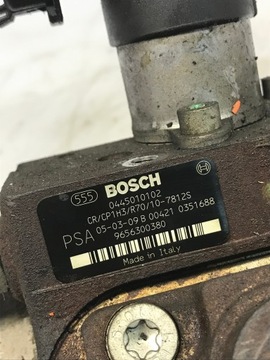 555 BOSCH
0445010102
CR/CP1H3/R70/10-7812S
PSA 05-03-09 B 00421 0351688
9656300380
Made in Italy